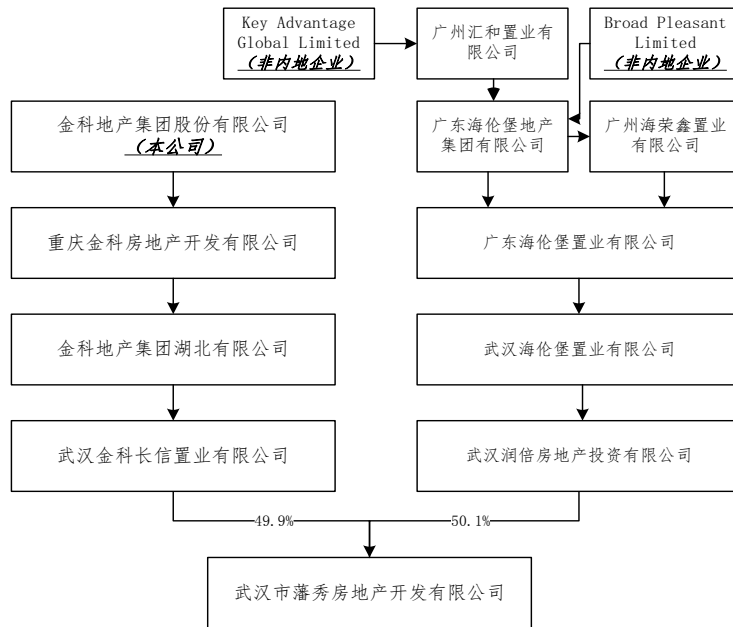 Key Advantage
Global Limited
（非内地企业）
广州汇和置业有
限公司
Broad Pleasant
Limited
（非内地企业）
金科地产集团股份有限公司
（本公司）
广东海伦堡地产
集团有限公司
广州海荣鑫置业
有限公司
重庆金科房地产开发有限公司
广东海伦堡置业有限公司
金科地产集团湖北有限公司
武汉海伦堡置业有限公司
武汉金科长信置业有限公司
武汉润倍房地产投资有限公司
49.9%
50.1%
武汉市藩秀房地产开发有限公司